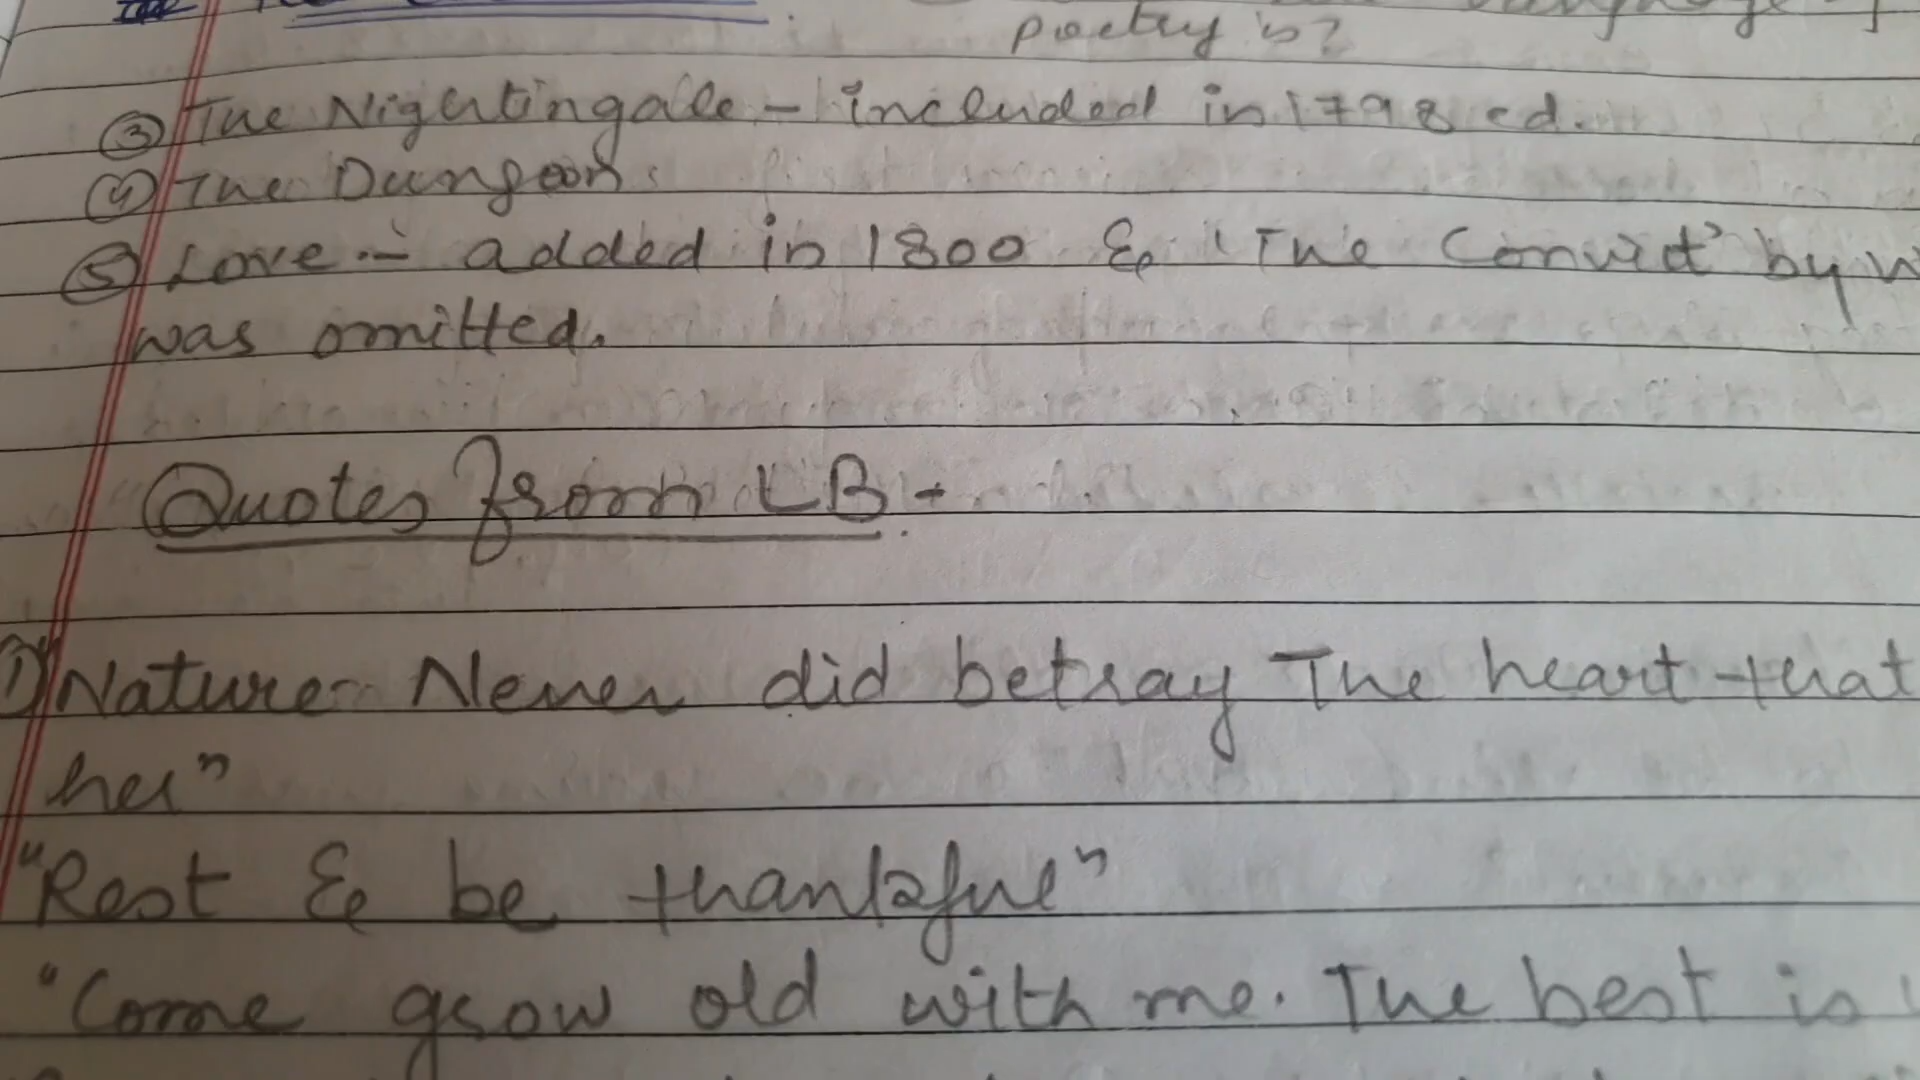 poetry is?
③ The Nightingale - included in 1798 ed.
④ The Dungeon
⑤ Love - added in 1800 & 'The Convict' by W
was omitted.
Quotes from LB -
① "Nature Never did betray The heart that
her"
"Rest & be thankful"
"Come grow old with me. The best is